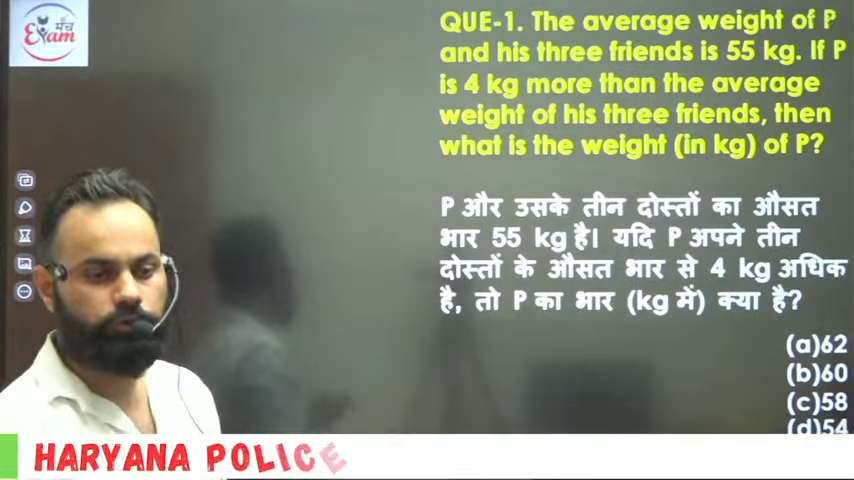 मँच
Exam
QUE-1. The average weight of P
and his three friends is 55 kg. If P
is 4 kg more than the average
weight of his three friends, then
what is the weight (in kg) of P?
P और उसके तीन दोस्तों का औसत
भार 55 kg है। यदि P अपने तीन
दोस्तों के औसत भार से 4 kg अधिक
है, तो P का भार (kg में) क्या है?
(a)62
(b)60
(c)58
(d)54
HARYANA POLICE